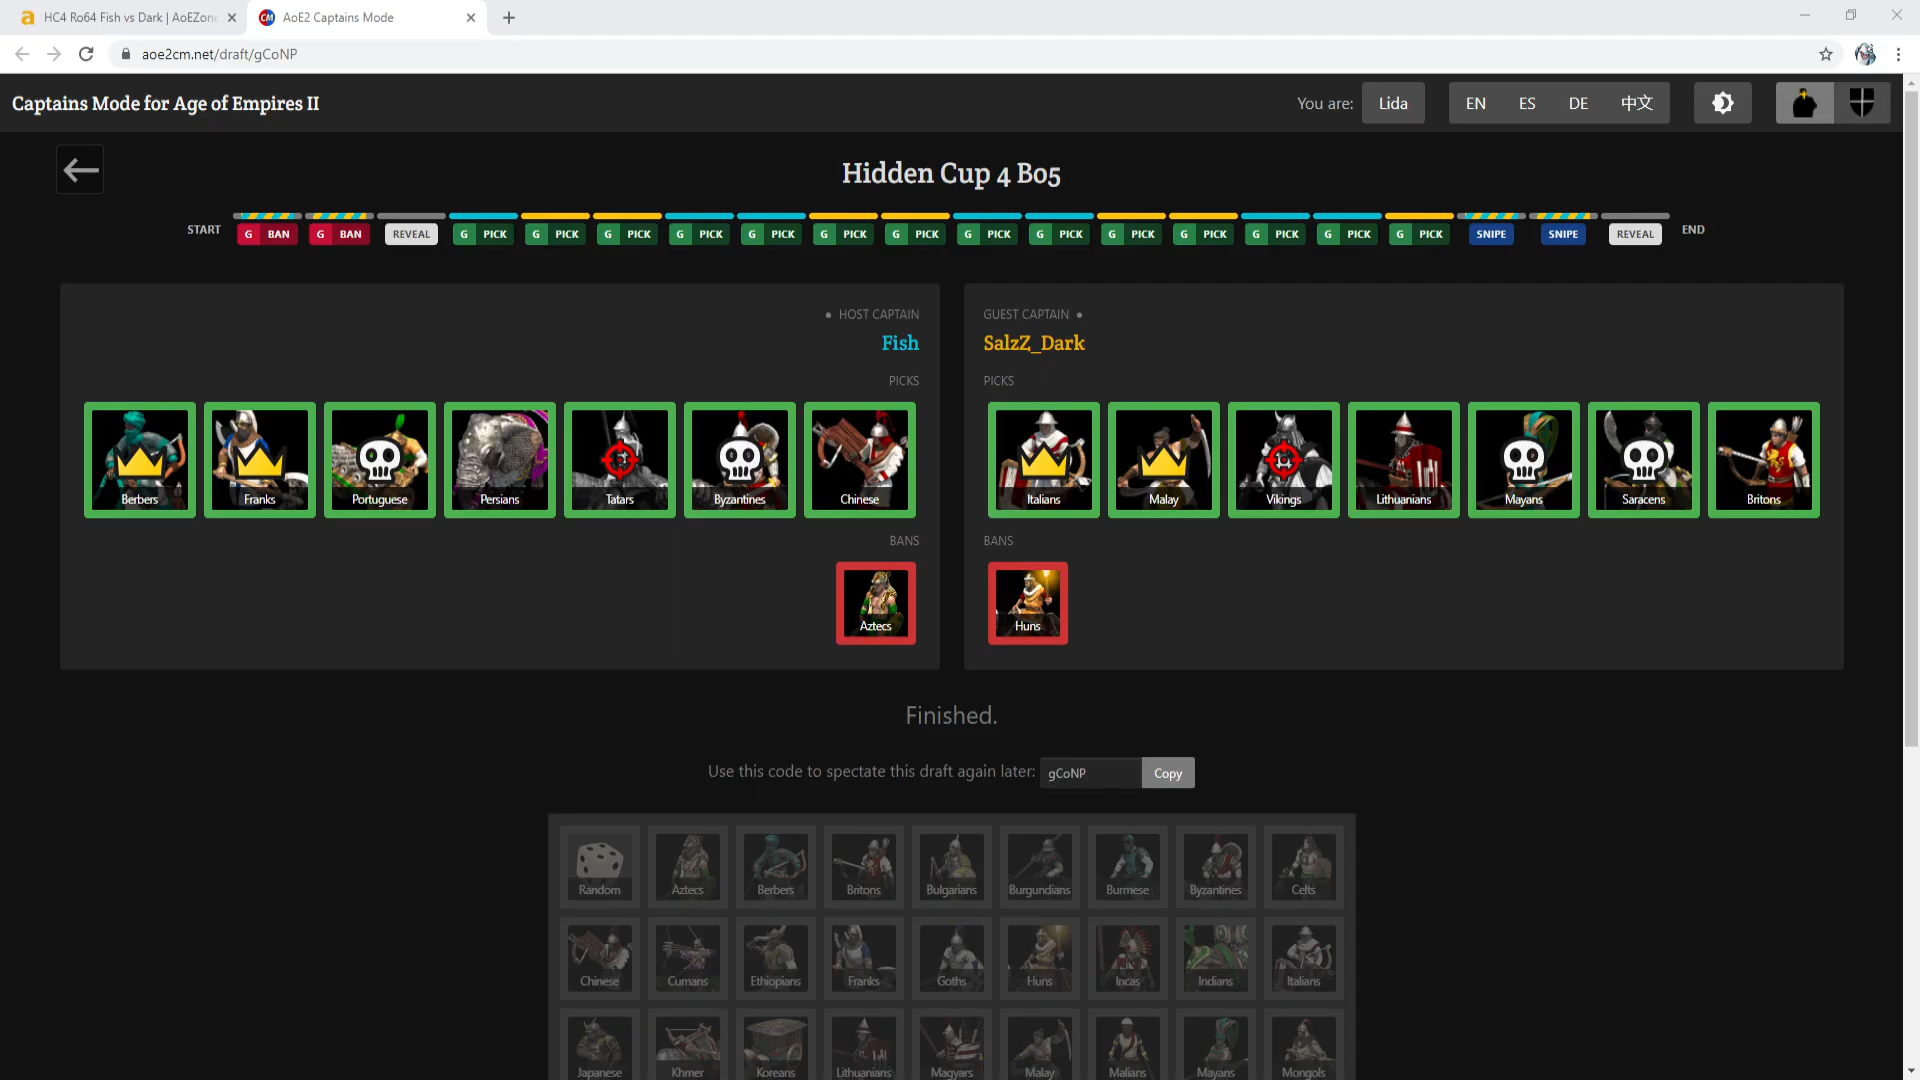 HC4 Ro64 Fish vs Dark | AoEZone
AoE2 Captains Mode
aoe2cm.net/draft/gCoNP
Captains Mode for Age of Empires II
You are: Lida
EN ES DE 中文
Hidden Cup 4 Bo5
START G BAN G BAN REVEAL G PICK G PICK G PICK G PICK G PICK G PICK G PICK G PICK G PICK G PICK G PICK G PICK G PICK G PICK SNIPE SNIPE REVEAL END
HOST CAPTAIN
Fish
PICKS
Berbers Franks Portuguese Persians Tatars Byzantines Chinese
BANS
Aztecs
GUEST CAPTAIN
SalzZ_Dark
PICKS
Italians Malay Vikings Lithuanians Mayans Saracens Britons
BANS
Huns
Finished.
Use this code to spectate this draft again later: gCoNP Copy
Random Aztecs Berbers Britons Bulgarians Burgundians Burmese Byzantines Celts
Chinese Cumans Ethiopians Franks Goths Huns Incas Indians Italians
Japanese Khmer Koreans Lithuanians Magyars Malay Malians Mayans Mongols